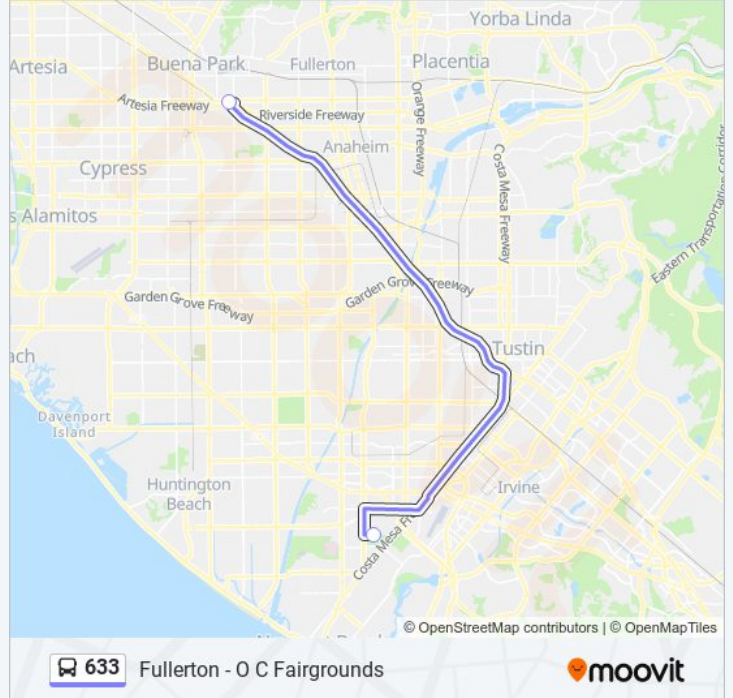 Yorba Linda
Artesia
Buena Park
Fullerton
Placentia
Artesia Freeway
Riverside Freeway
Orange Freeway
Anaheim
Cypress
Costa Mesa Freeway
s Alamitos
Eastern Transportation Corridor
Garden Grove Freeway
Garden Gro
Freeway
Tustin
ach
Davenport
Island
Huntington
Beach
Irvine
Costa Mesa Fr
© OpenStreetMap contributors | © OpenMapTiles
633
Fullerton - O C Fairgrounds
moovit